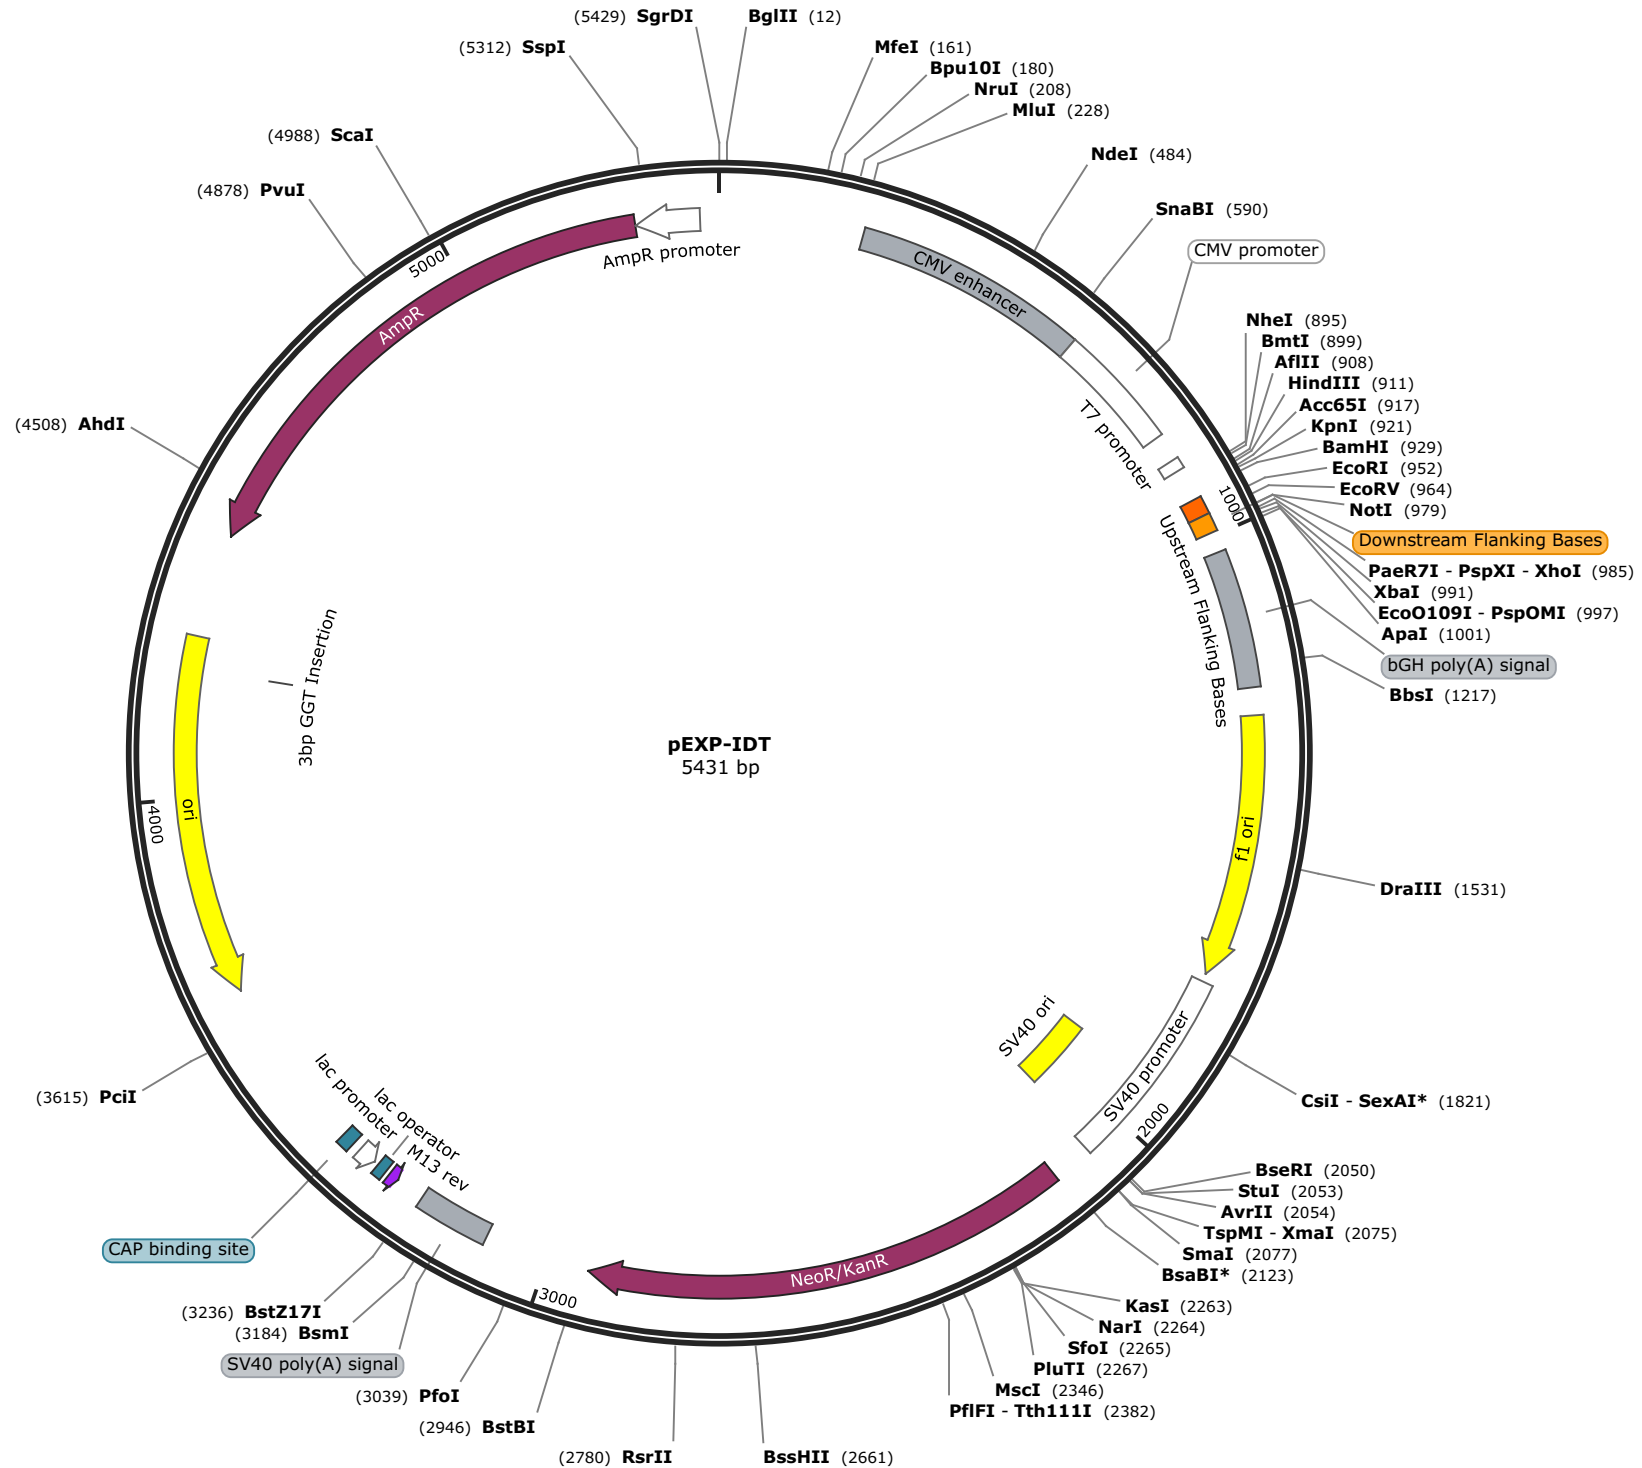 (5429) SgrDI
BglII (12)
(5312) SspI
MfeI (161)
Bpu10I (180)
NruI (208)
MluI (228)
(4988) ScaI
NdeI (484)
(4878) PvuI
SnaBI (590)
CMV promoter
AmpR promoter
5000
CMV enhancer
AmpR
NheI (895)
BmtI (899)
AflII (908)
HindIII (911)
Acc65I (917)
KpnI (921)
BamHI (929)
EcoRI (952)
EcoRV (964)
NotI (979)
T7 promoter
(4508) AhdI
1000
Downstream Flanking Bases
PaeR7I - PspXI - XhoI (985)
XbaI (991)
EcoO109I - PspOMI (997)
ApaI (1001)
bGH poly(A) signal
BbsI (1217)
Upstream Flanking Bases
3bp GGT Insertion
pEXP-IDT
5431 bp
ori
4000
f1 ori
DraIII (1531)
SV40 ori
SV40 promoter
CsiI - SexAI* (1821)
2000
(3615) PciI
lac promoter
lac operator
M13 rev
BseRI (2050)
StuI (2053)
AvrII (2054)
TspMI - XmaI (2075)
SmaI (2077)
BsaBI* (2123)
CAP binding site
NeoR/KanR
3000
KasI (2263)
NarI (2264)
SfoI (2265)
PluTI (2267)
MscI (2346)
PflFI - Tth111I (2382)
(3236) BstZ17I
(3184) BsmI
SV40 poly(A) signal
(3039) PfoI
(2946) BstBI
(2780) RsrII
BssHII (2661)